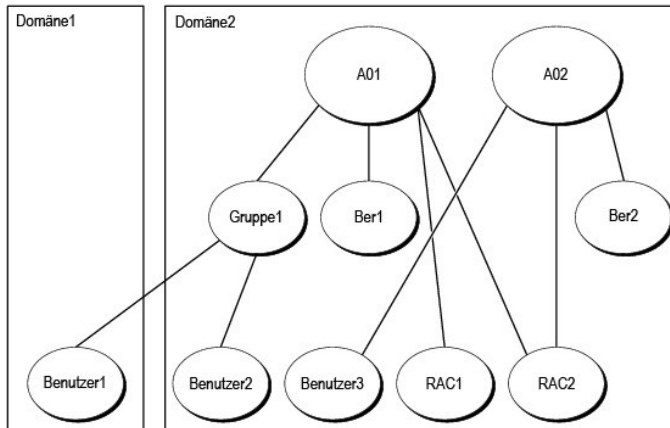 Domäne1
Domäne2
A01
A02
Gruppe1
Ber1
Ber2
Benutzer1
Benutzer2
Benutzer3
RAC1
RAC2